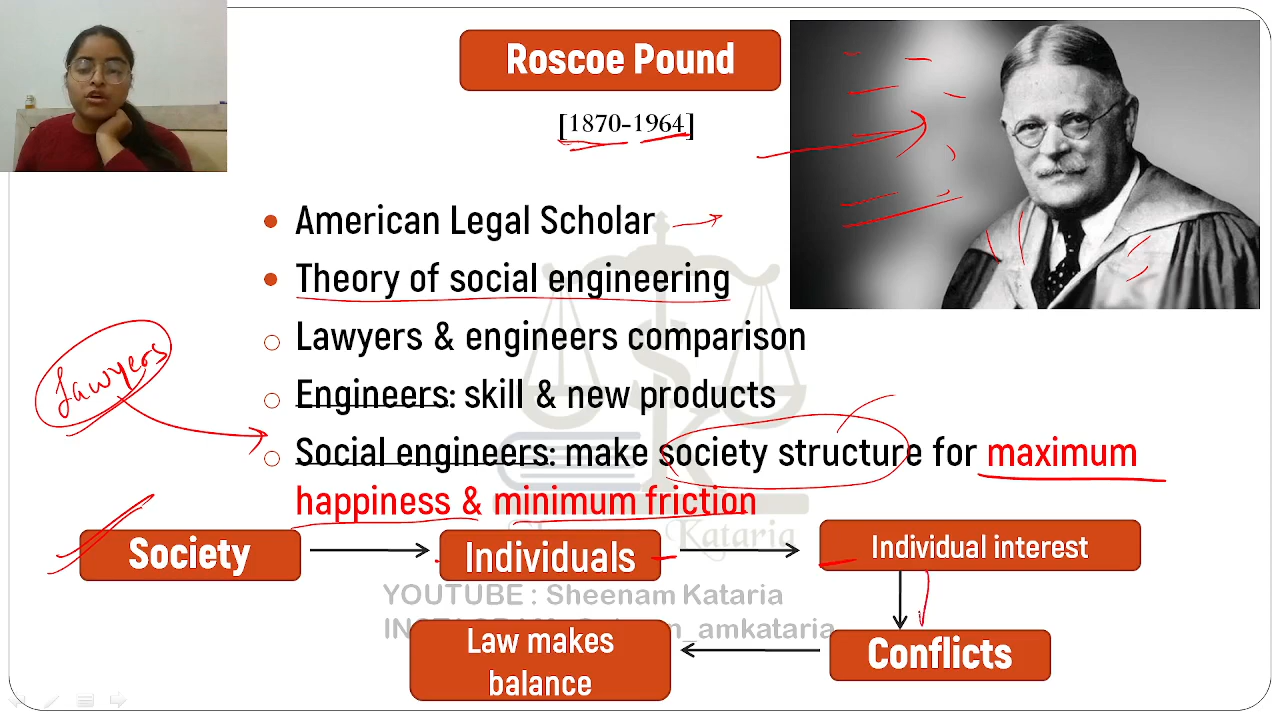 Roscoe Pound
[1870-1964]
American Legal Scholar
Theory of social engineering
Lawyers & engineers comparison
Engineers: skill & new products
Lawyers
Social engineers: make society structure for maximum
happiness & minimum friction
Kataria
Society
Individuals
Individual interest
YOUTUBE : Sheenam Kataria
m_amkataria
Law makes
balance
Conflicts